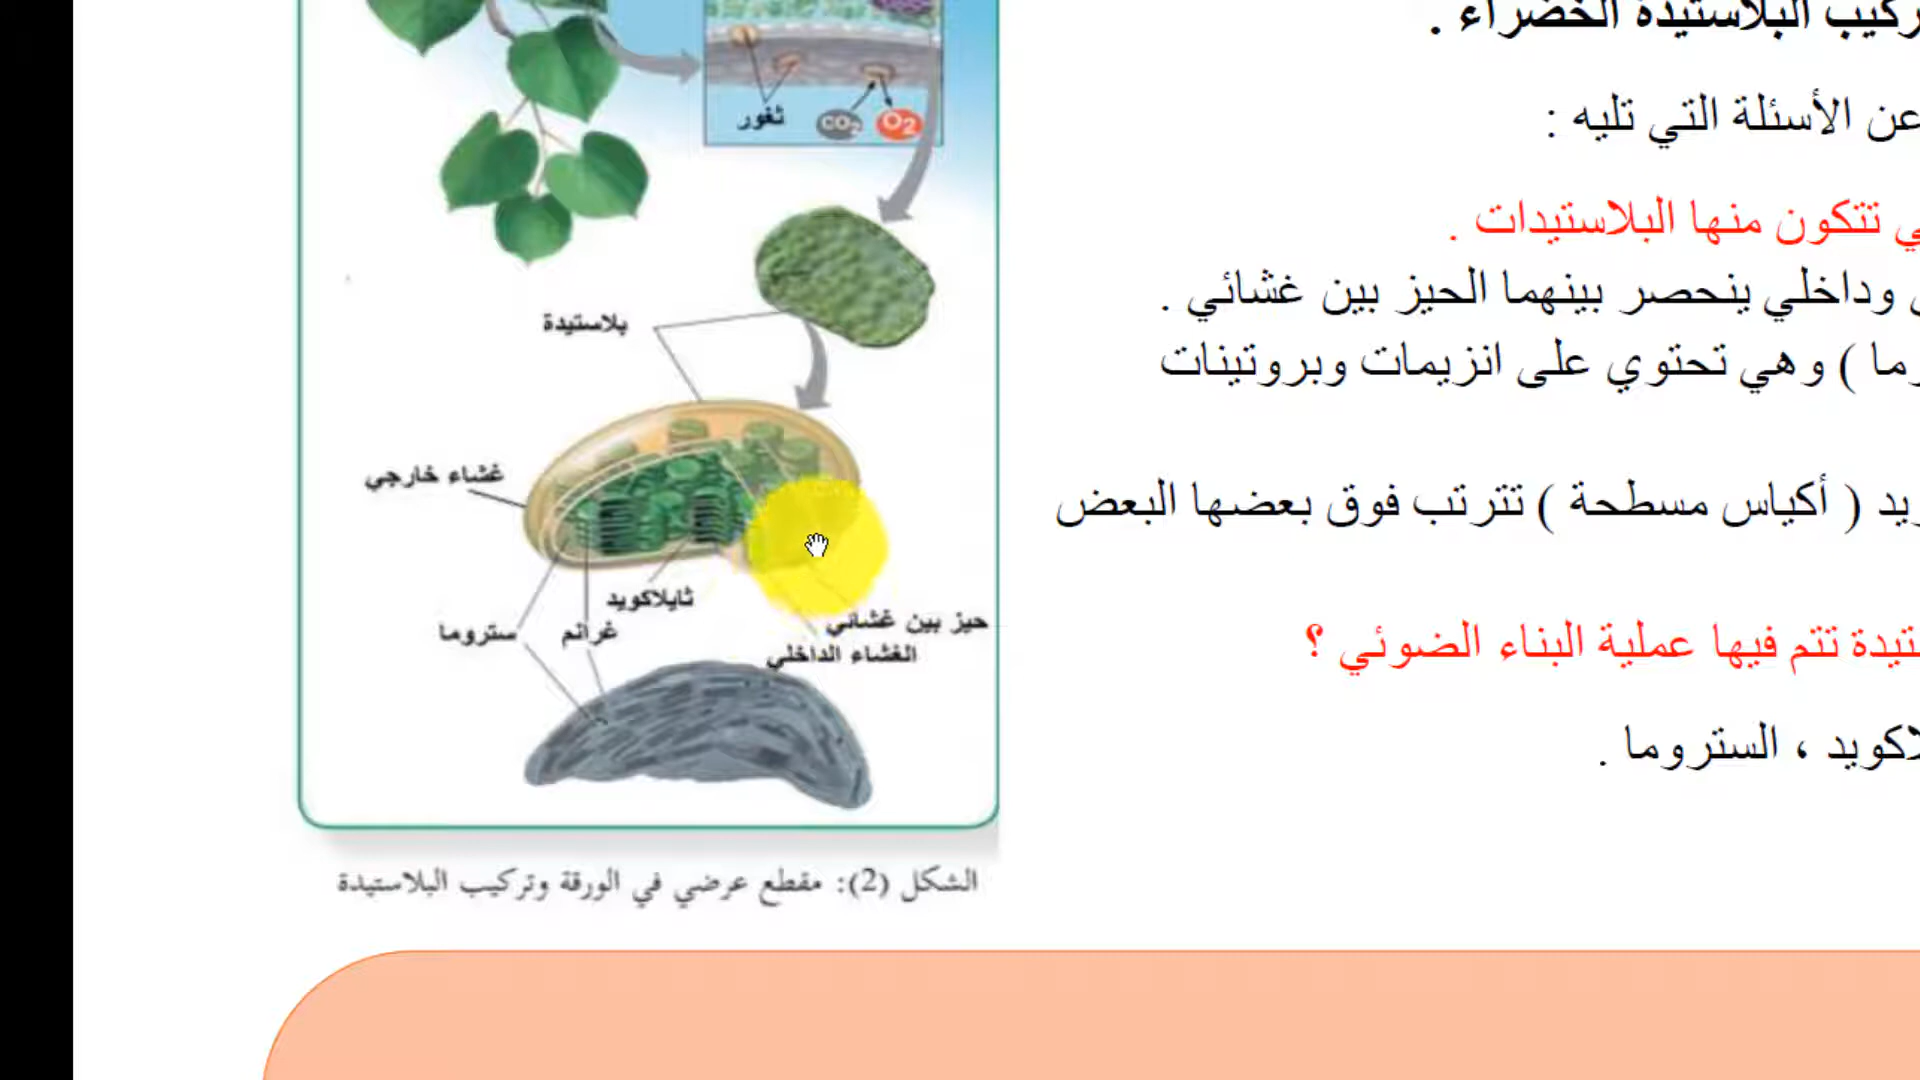 تركيب البلاستيدة الخضراء .
عن الأسئلة التي تليه :
تتكون منها البلاستيدات .
وداخلي ينحصر بينهما الحيز بين غشائي .
وما ) وهي تحتوي على انزيمات وبروتينات
يد ( أكياس مسطحة ) تترتب فوق بعضها البعض
تيدة تتم فيها عملية البناء الضوئي ؟
لاكويد ، الستروما .
ثغور
CO2
O2
بلاستيدة
غشاء خارجي
ثايلاكويد
ستروما
غرانم
حيز بين غشائي
الغشاء الداخلي
الشكل (2): مقطع عرضي في الورقة وتركيب البلاستيدة